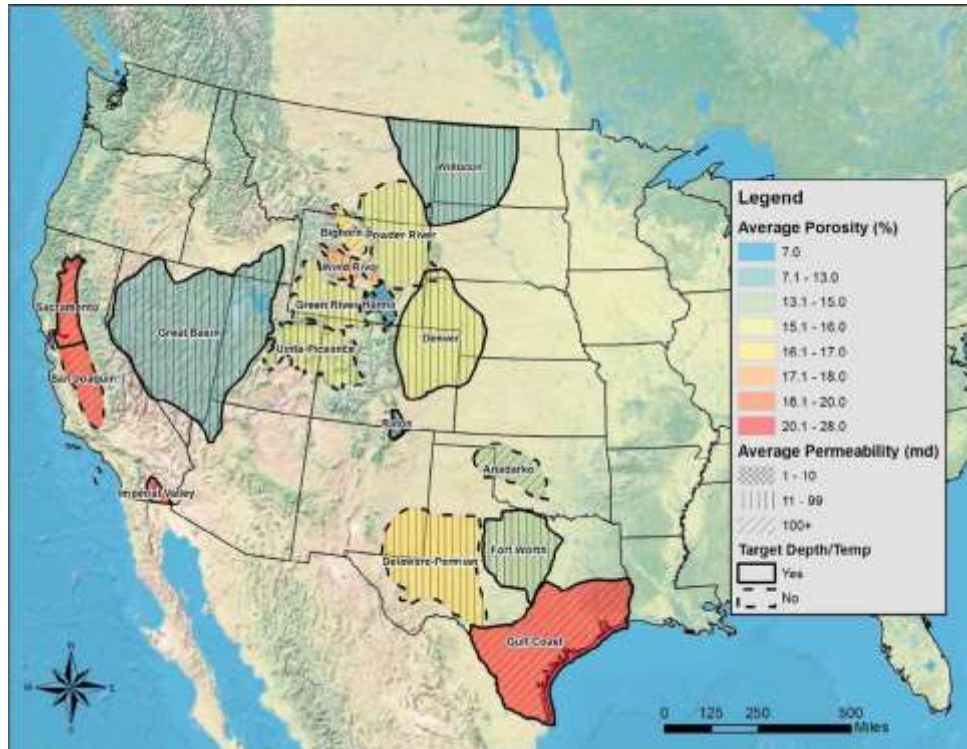 Williston
Bighorn
Powder River
Wind River
Green River
Hanna
Sacramento
Great Basin
Uinta-Piceance
Denver
San Joaquin
Raton
Anadarko
Imperial Valley
Fort Worth
Delaware-Permian
Gulf Coast
Legend
Average Porosity (%)
7.0
7.1 - 13.0
13.1 - 15.0
15.1 - 16.0
16.1 - 17.0
17.1 - 18.0
18.1 - 20.0
20.1 - 28.0
Average Permeability (md)
1 - 10
11 - 99
100+
Target Depth/Temp
Yes
No
N
W
E
S
0 125 250 500
Miles